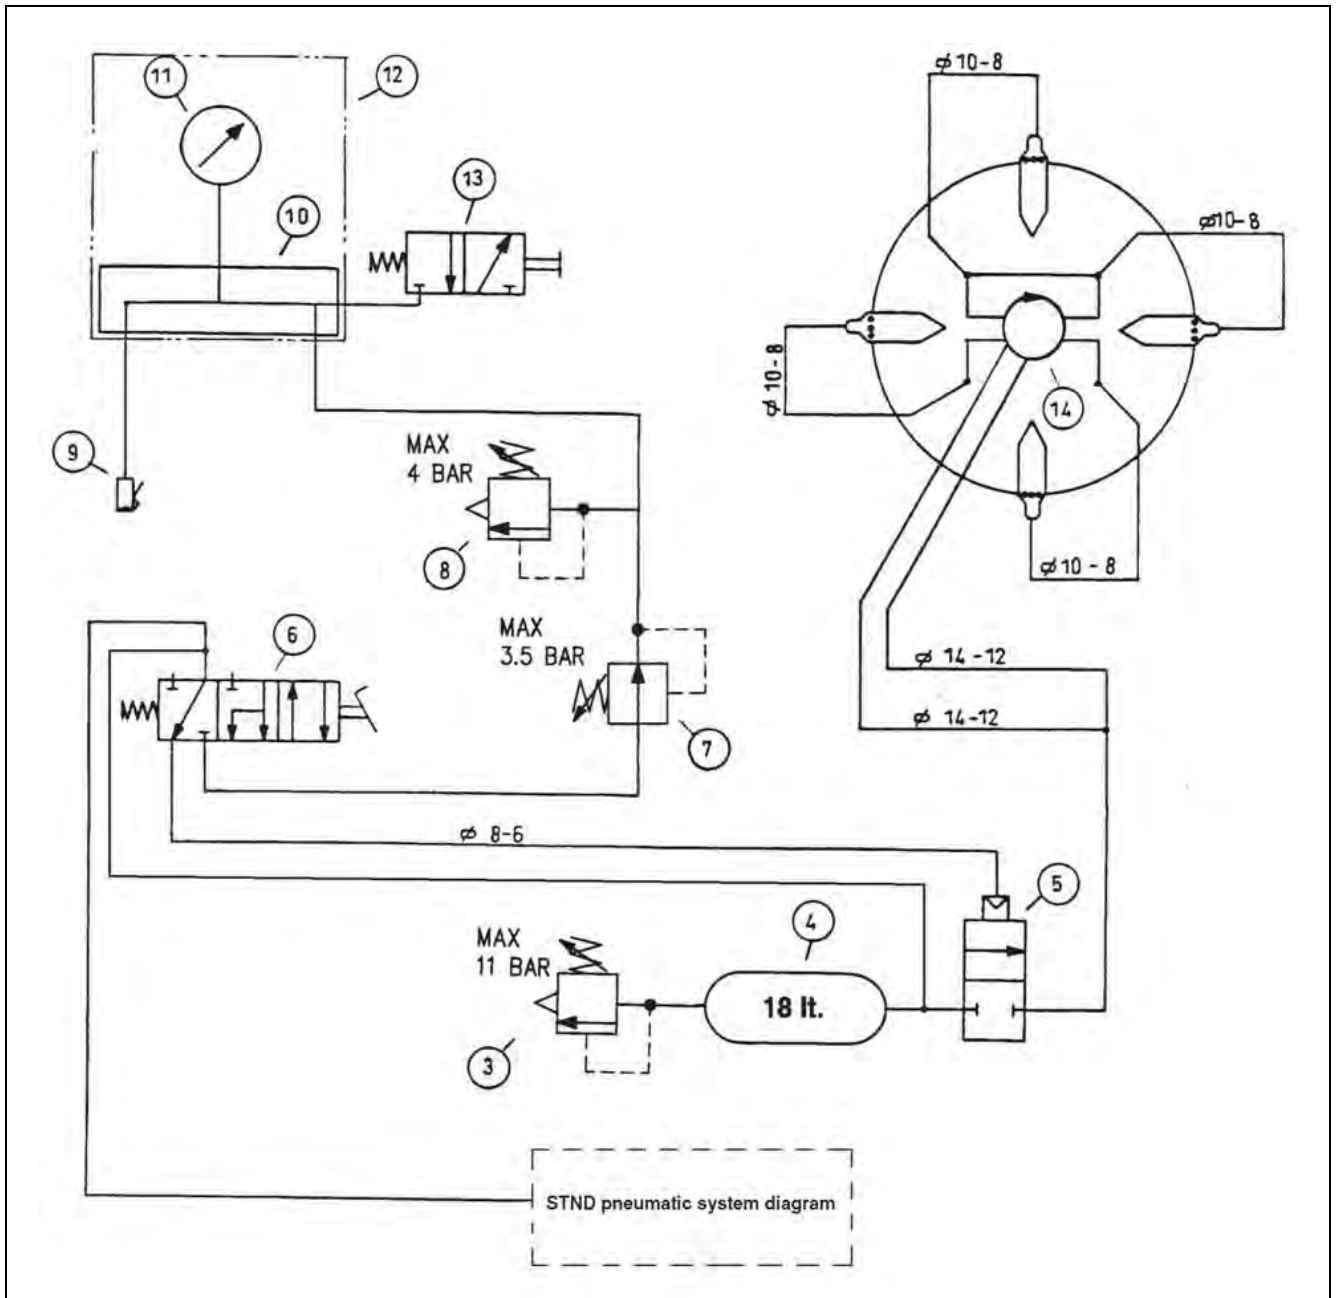 11
12
10
13
ø 10-8
ø10-8
ø 10-8
14
9
MAX
4 BAR
8
ø 10-8
6
MAX
3.5 BAR
7
ø 14-12
ø 14-12
ø 8-6
5
4
MAX
11 BAR
18 lt.
3
STND pneumatic system diagram